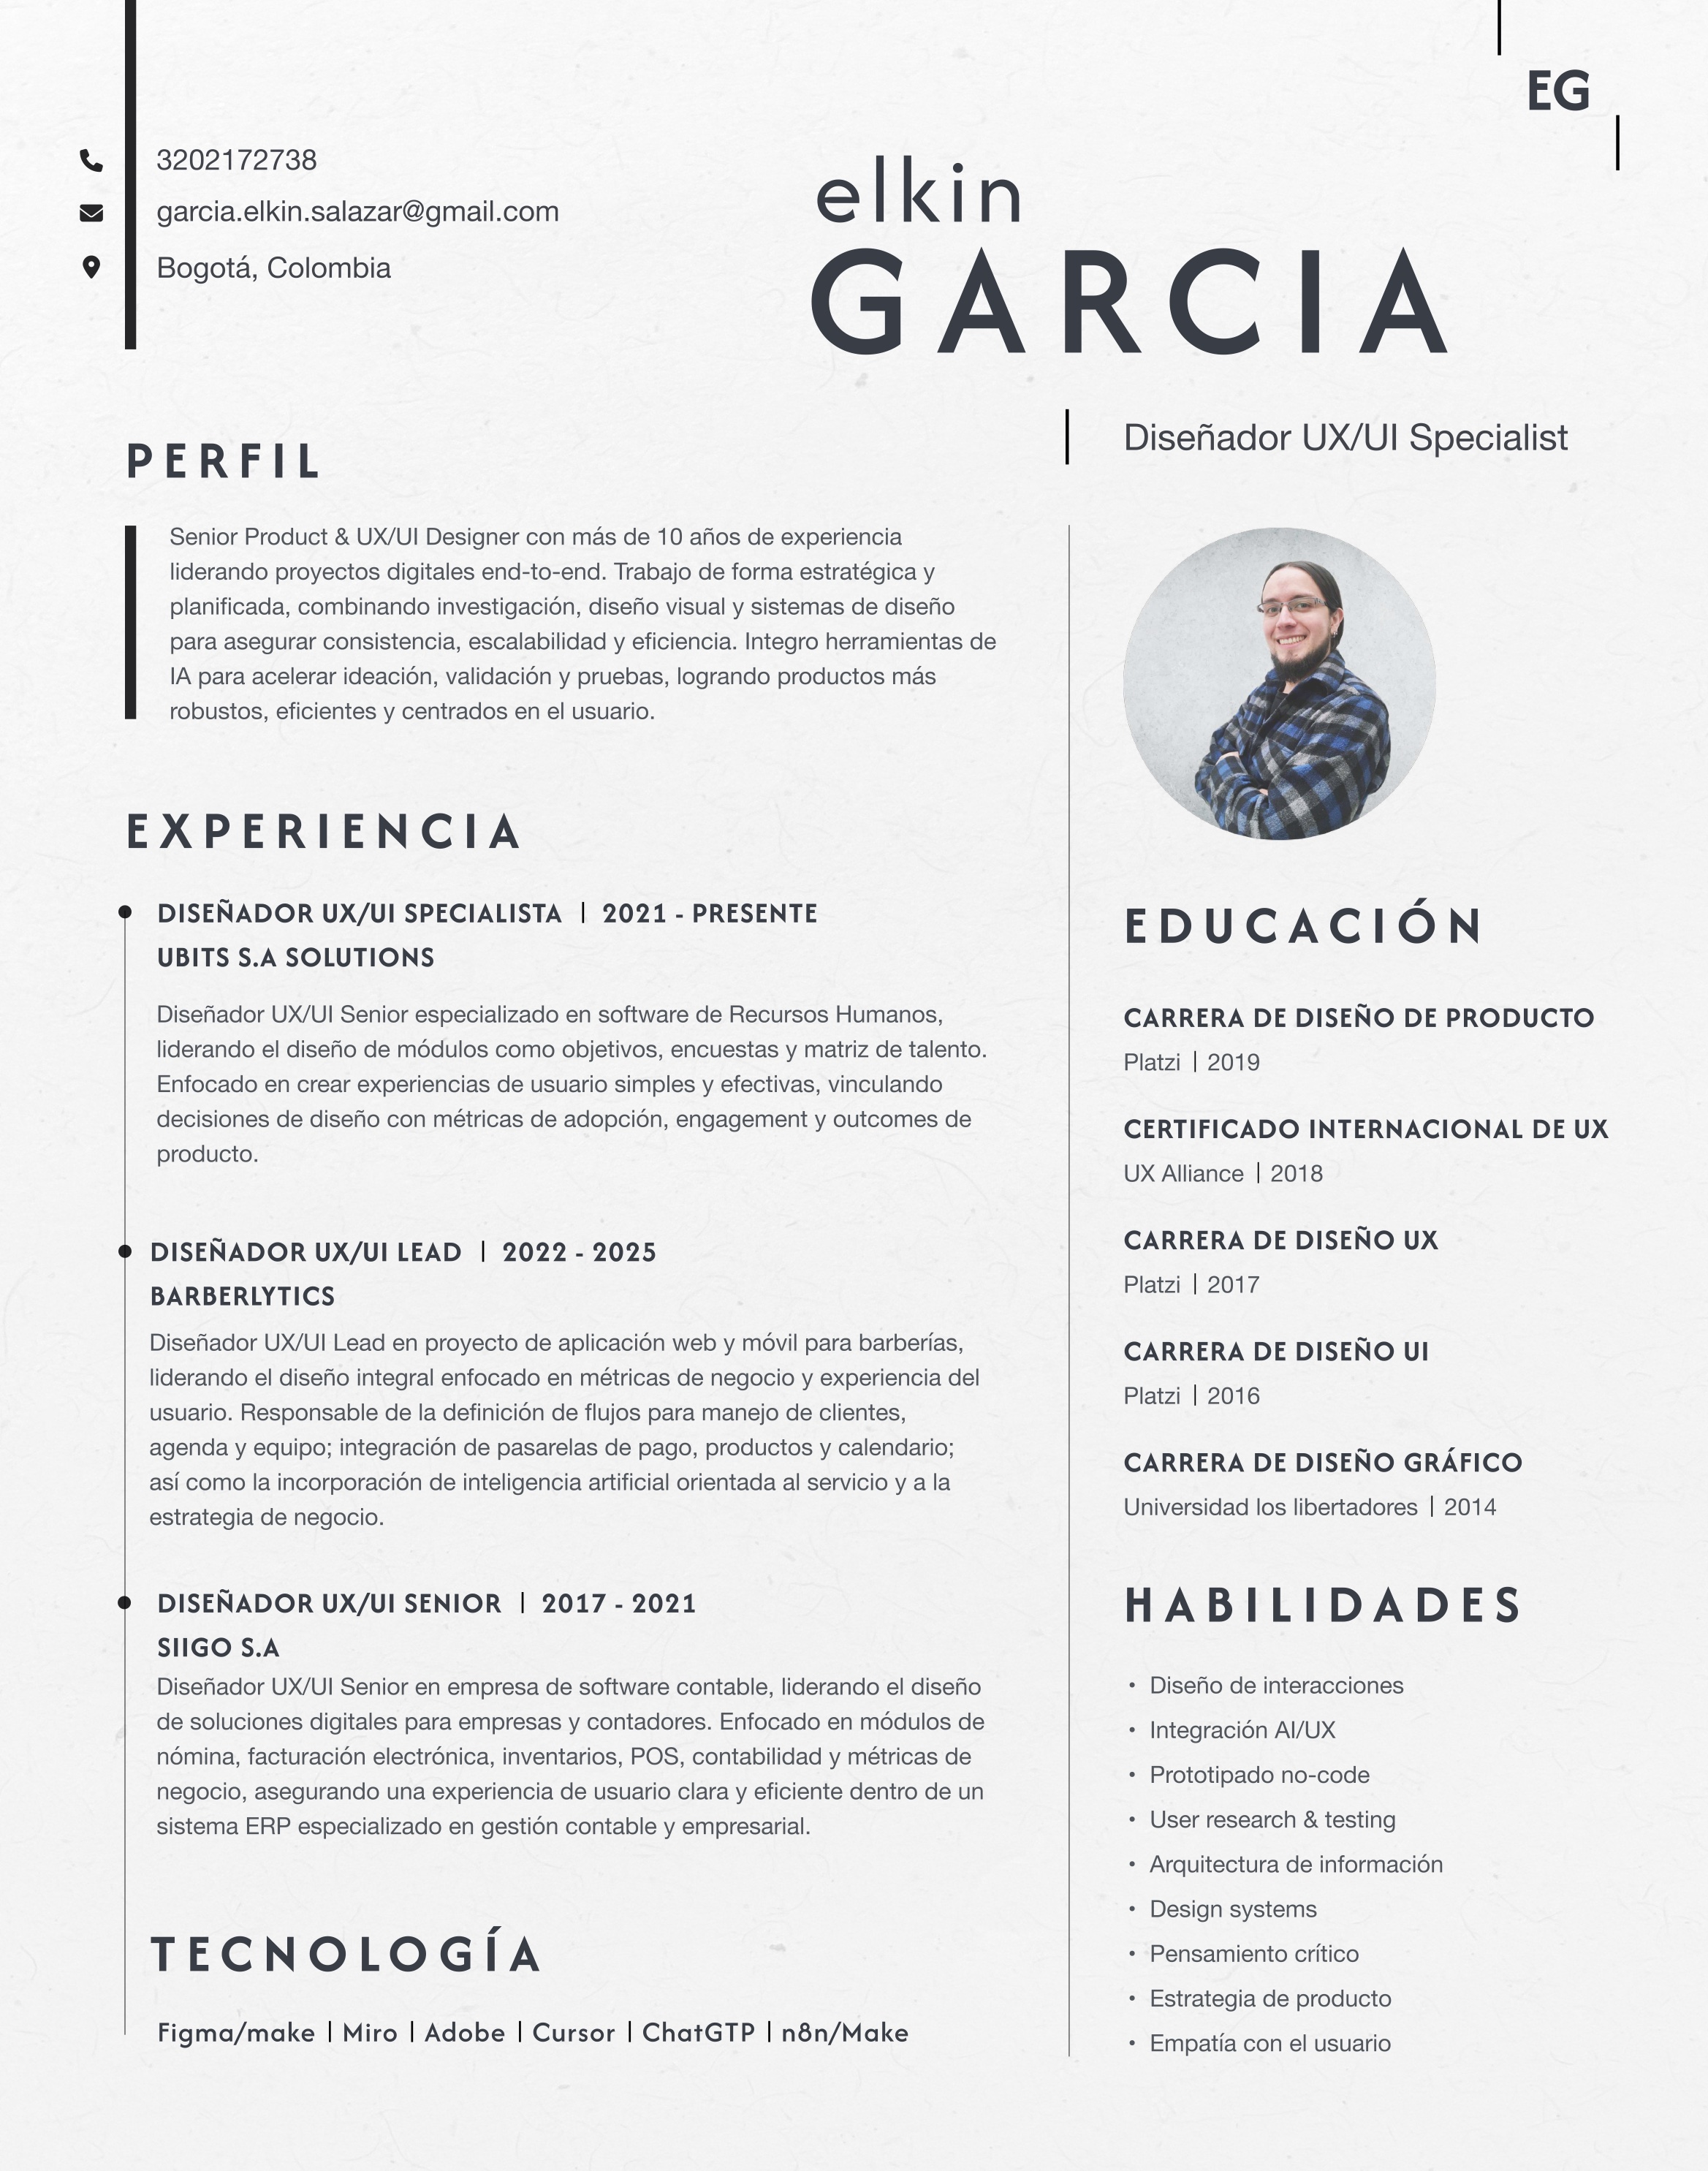 EG
3202172738
garcia.elkin.salazar@gmail.com
Bogotá, Colombia
elkin
GARCIA
Diseñador UX/UI Specialist
PERFIL
Senior Product & UX/UI Designer con más de 10 años de experiencia
liderando proyectos digitales end-to-end. Trabajo de forma estratégica y
planificada, combinando investigación, diseño visual y sistemas de diseño
para asegurar consistencia, escalabilidad y eficiencia. Integro herramientas de
IA para acelerar ideación, validación y pruebas, logrando productos más
robustos, eficientes y centrados en el usuario.
EXPERIENCIA
DISEÑADOR UX/UI SPECIALISTA | 2021 - PRESENTE
UBITS S.A SOLUTIONS
Diseñador UX/UI Senior especializado en software de Recursos Humanos,
liderando el diseño de módulos como objetivos, encuestas y matriz de talento.
Enfocado en crear experiencias de usuario simples y efectivas, vinculando
decisiones de diseño con métricas de adopción, engagement y outcomes de
producto.
DISEÑADOR UX/UI LEAD | 2022 - 2025
BARBERLYTICS
Diseñador UX/UI Lead en proyecto de aplicación web y móvil para barberías,
liderando el diseño integral enfocado en métricas de negocio y experiencia del
usuario. Responsable de la definición de flujos para manejo de clientes,
agenda y equipo; integración de pasarelas de pago, productos y calendario;
así como la incorporación de inteligencia artificial orientada al servicio y a la
estrategia de negocio.
DISEÑADOR UX/UI SENIOR | 2017 - 2021
SIIGO S.A
Diseñador UX/UI Senior en empresa de software contable, liderando el diseño
de soluciones digitales para empresas y contadores. Enfocado en módulos de
nómina, facturación electrónica, inventarios, POS, contabilidad y métricas de
negocio, asegurando una experiencia de usuario clara y eficiente dentro de un
sistema ERP especializado en gestión contable y empresarial.
TECNOLOGÍA
Figma/make | Miro | Adobe | Cursor | ChatGTP | n8n/Make
EDUCACIÓN
CARRERA DE DISEÑO DE PRODUCTO
Platzi | 2019
CERTIFICADO INTERNACIONAL DE UX
UX Alliance | 2018
CARRERA DE DISEÑO UX
Platzi | 2017
CARRERA DE DISEÑO UI
Platzi | 2016
CARRERA DE DISEÑO GRÁFICO
Universidad los libertadores | 2014
HABILIDADES
• Diseño de interacciones
• Integración AI/UX
• Prototipado no-code
• User research & testing
• Arquitectura de información
• Design systems
• Pensamiento crítico
• Estrategia de producto
• Empatía con el usuario